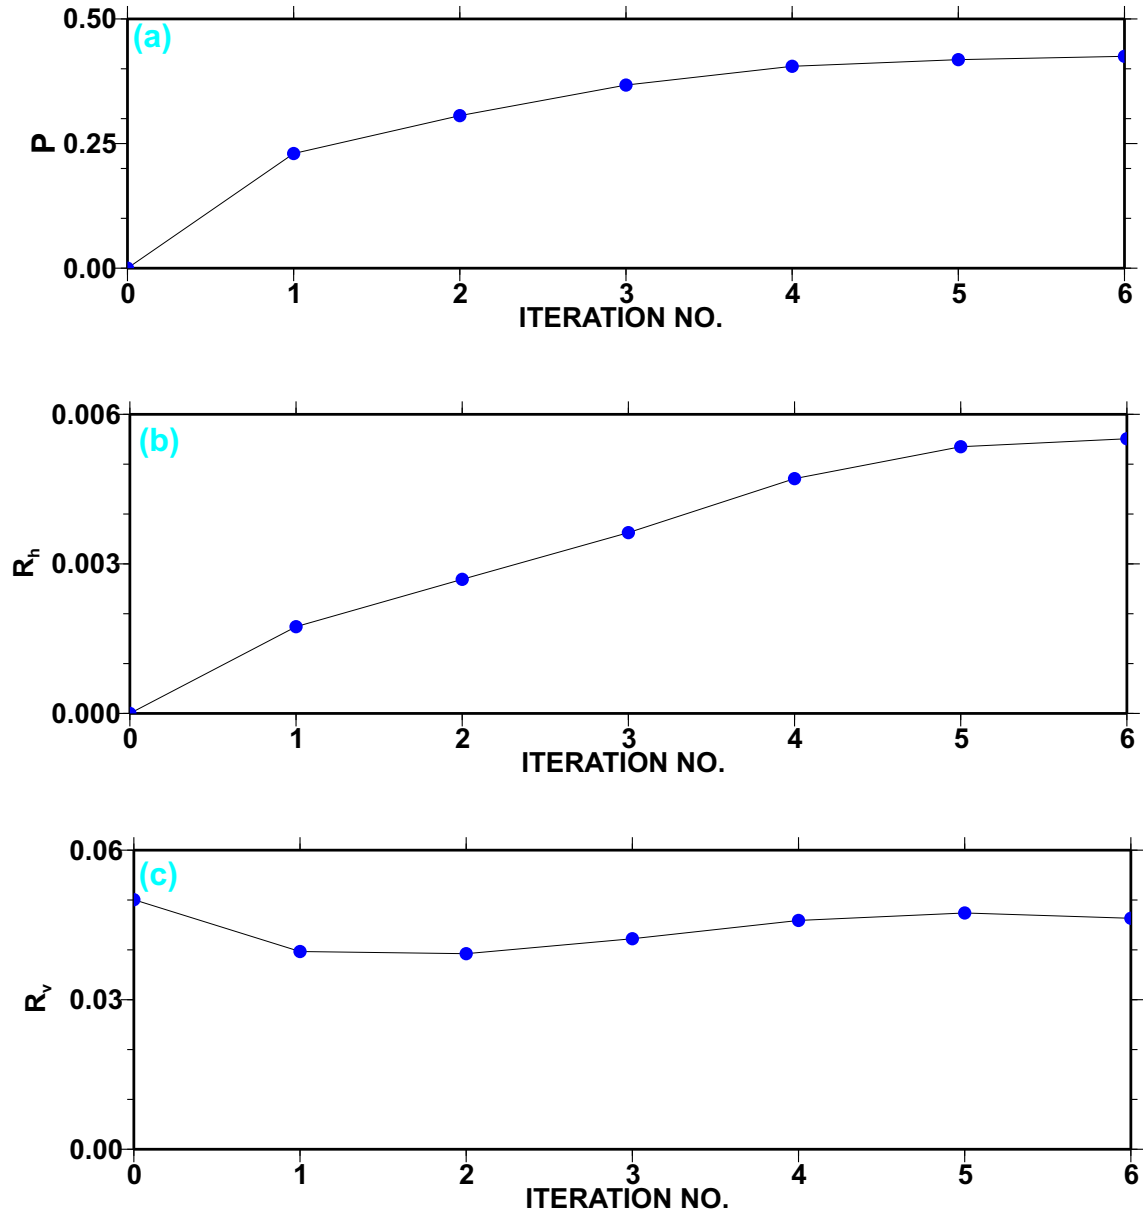 (a)
P
0.50
0.25
0.00
0 1 2 3 4 5 6
ITERATION NO.
(b)
Rh
0.006
0.003
0.000
0 1 2 3 4 5 6
ITERATION NO.
(c)
Rv
0.06
0.03
0.00
0 1 2 3 4 5 6
ITERATION NO.